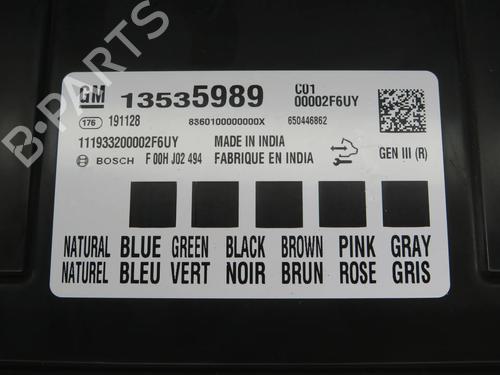 GM 13535989 C01
00002F6UY
176 191128 8360100000000X 650446862
111933200002F6UY MADE IN INDIA
BOSCH F 00H J02 494 FABRIQUE EN INDIA GEN III (R)
NATURAL BLUE GREEN BLACK BROWN PINK GRAY
NATUREL BLEU VERT NOIR BRUN ROSE GRIS
B-PARTS